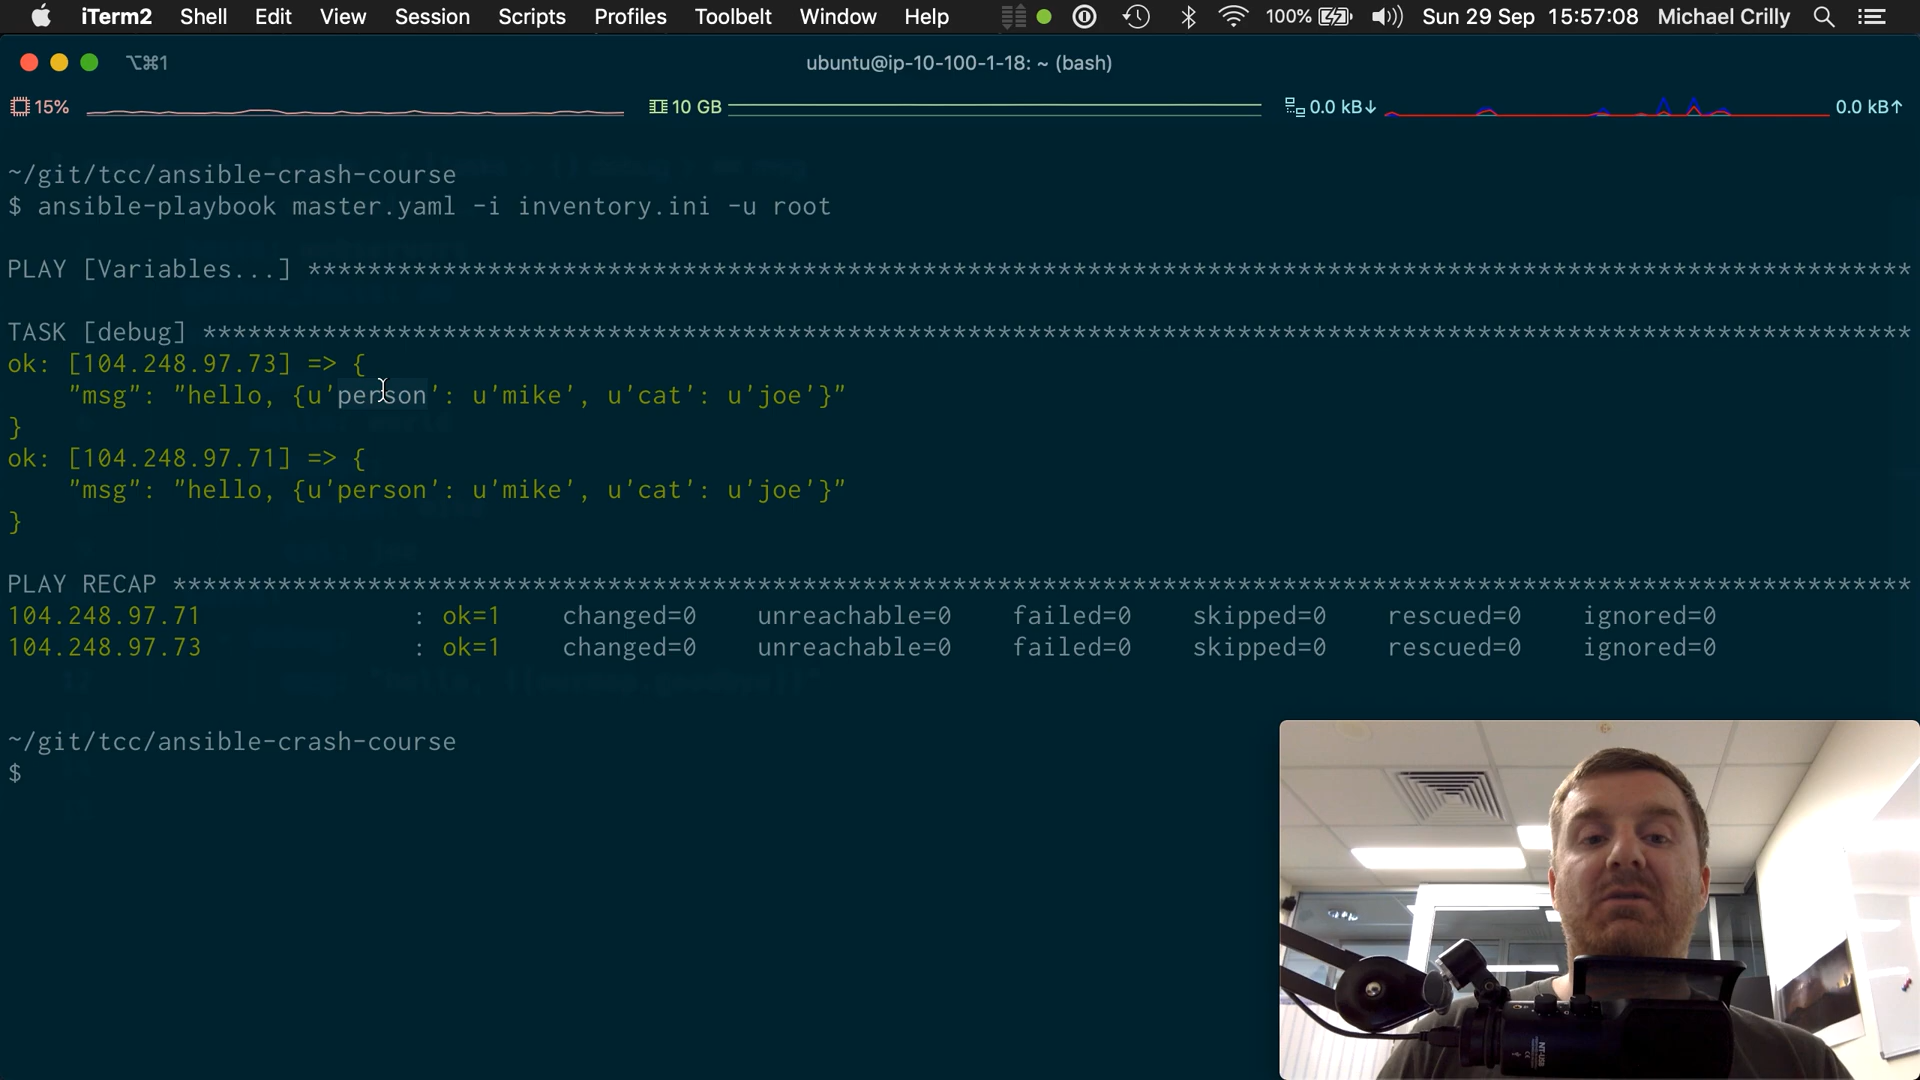 iTerm2 Shell Edit View Session Scripts Profiles Toolbelt Window Help 100% Sun 29 Sep 15:57:08 Michael Crilly
⌥⌘1 ubuntu@ip-10-100-1-18: ~ (bash)
15% 10 GB 0.0 kB↓ 0.0 kB↑
~/git/tcc/ansible-crash-course
$ ansible-playbook master.yaml -i inventory.ini -u root
PLAY [Variables...] ***********************************************************************************************************
TASK [debug] ******************************************************************************************************************
ok: [104.248.97.73] => {
"msg": "hello, {u'person': u'mike', u'cat': u'joe'}"
}
ok: [104.248.97.71] => {
"msg": "hello, {u'person': u'mike', u'cat': u'joe'}"
}
PLAY RECAP ********************************************************************************************************************
104.248.97.71 : ok=1 changed=0 unreachable=0 failed=0 skipped=0 rescued=0 ignored=0
104.248.97.73 : ok=1 changed=0 unreachable=0 failed=0 skipped=0 rescued=0 ignored=0
~/git/tcc/ansible-crash-course
$
NT-USB